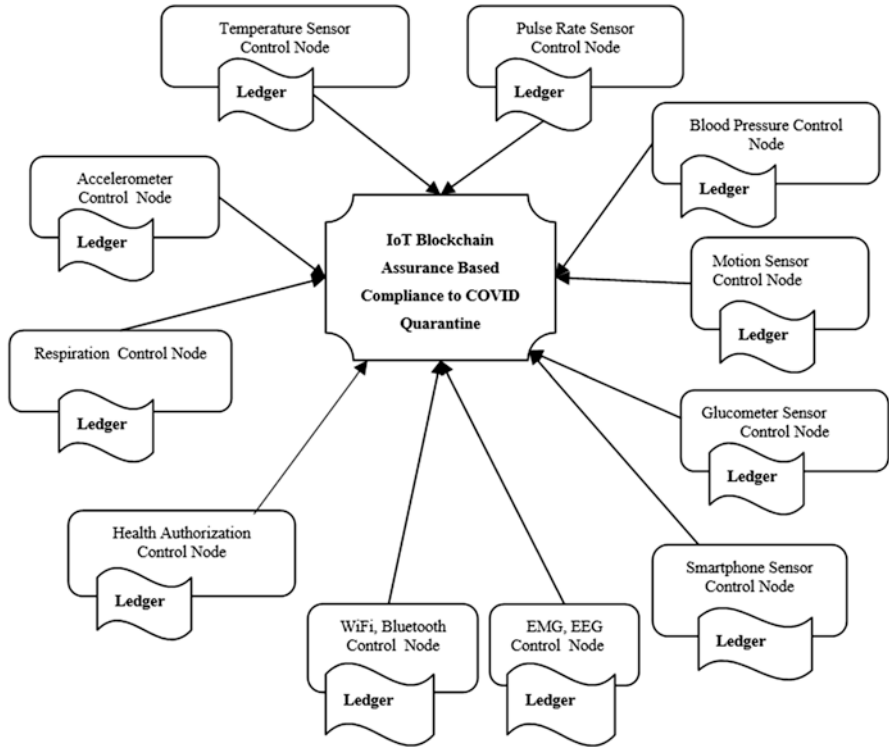 Temperature Sensor
Control Node
Ledger
Pulse Rate Sensor
Control Node
Ledger
Blood Pressure Control
Node
Ledger
Accelerometer
Control Node
Ledger
IoT Blockchain
Assurance Based
Compliance to COVID
Quarantine
Motion Sensor
Control Node
Ledger
Respiration Control Node
Ledger
Glucometer Sensor
Control Node
Ledger
Health Authorization
Control Node
Ledger
Smartphone Sensor
Control Node
Ledger
WiFi, Bluetooth
Control Node
Ledger
EMG, EEG
Control Node
Ledger